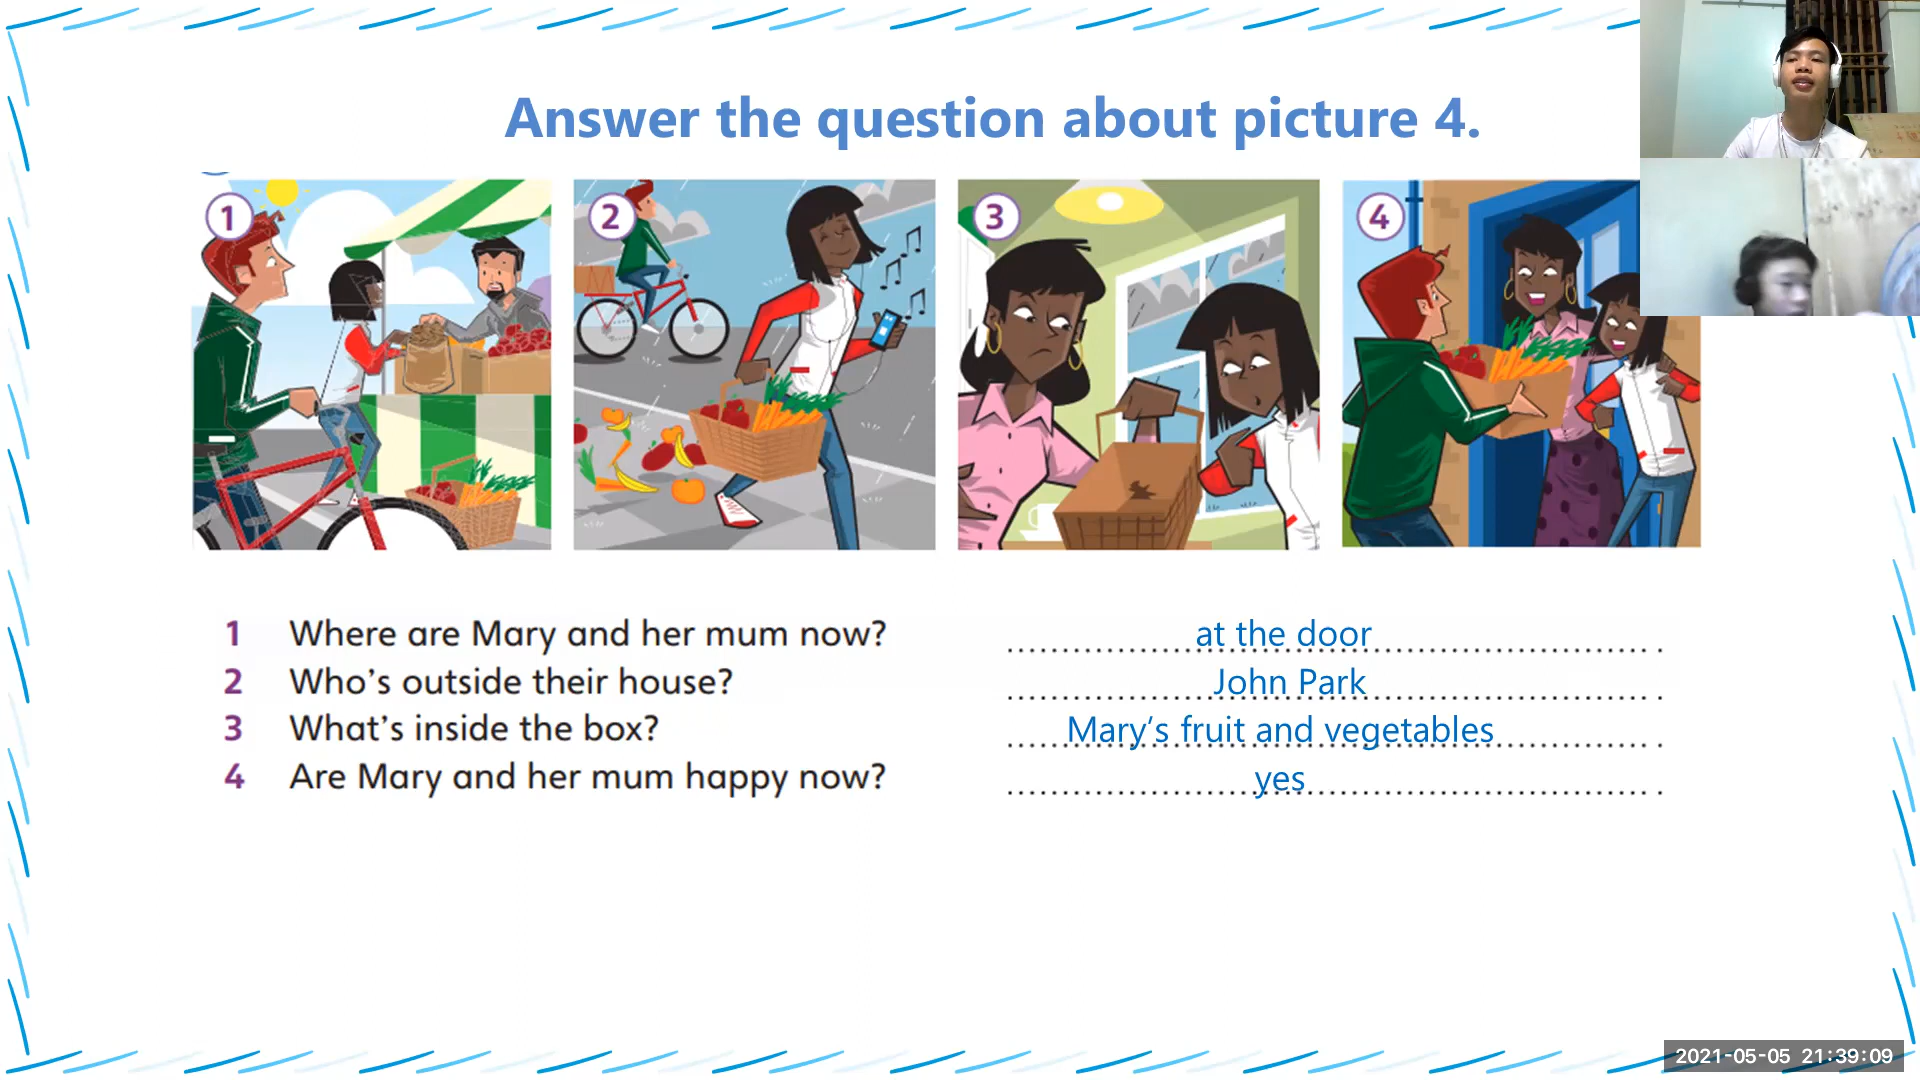 Answer the question about picture 4.
1
2
3
4
1 Where are Mary and her mum now? at the door
2 Who's outside their house? John Park
3 What's inside the box? Mary's fruit and vegetables
4 Are Mary and her mum happy now? yes
2021-05-05 21:39:09